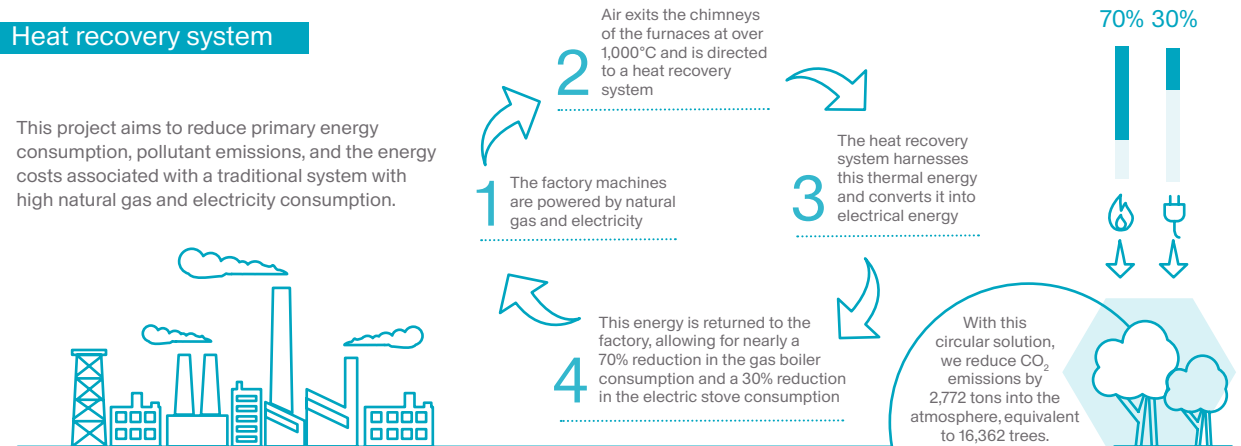 Heat recovery system
This project aims to reduce primary energy
consumption, pollutant emissions, and the energy
costs associated with a traditional system with
high natural gas and electricity consumption.
1
The factory machines
are powered by natural
gas and electricity
2
Air exits the chimneys
of the furnaces at over
1,000°C and is directed
to a heat recovery
system
3
The heat recovery
system harnesses
this thermal energy
and converts it into
electrical energy
4
This energy is returned to the
factory, allowing for nearly a
70% reduction in the gas boiler
consumption and a 30% reduction
in the electric stove consumption
70% 30%
With this
circular solution,
we reduce CO₂
emissions by
2,772 tons into the
atmosphere, equivalent
to 16,362 trees.